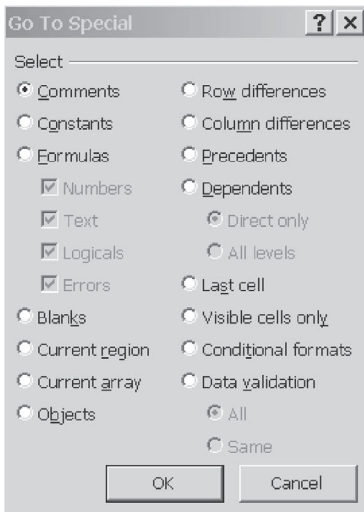 Go To Special
? ×
Select
Comments
Constants
Formulas
Numbers
Text
Logicals
Errors
Blanks
Current region
Current array
Objects
Row differences
Column differences
Precedents
Dependents
Direct only
All levels
Last cell
Visible cells only
Conditional formats
Data validation
All
Same
OK
Cancel